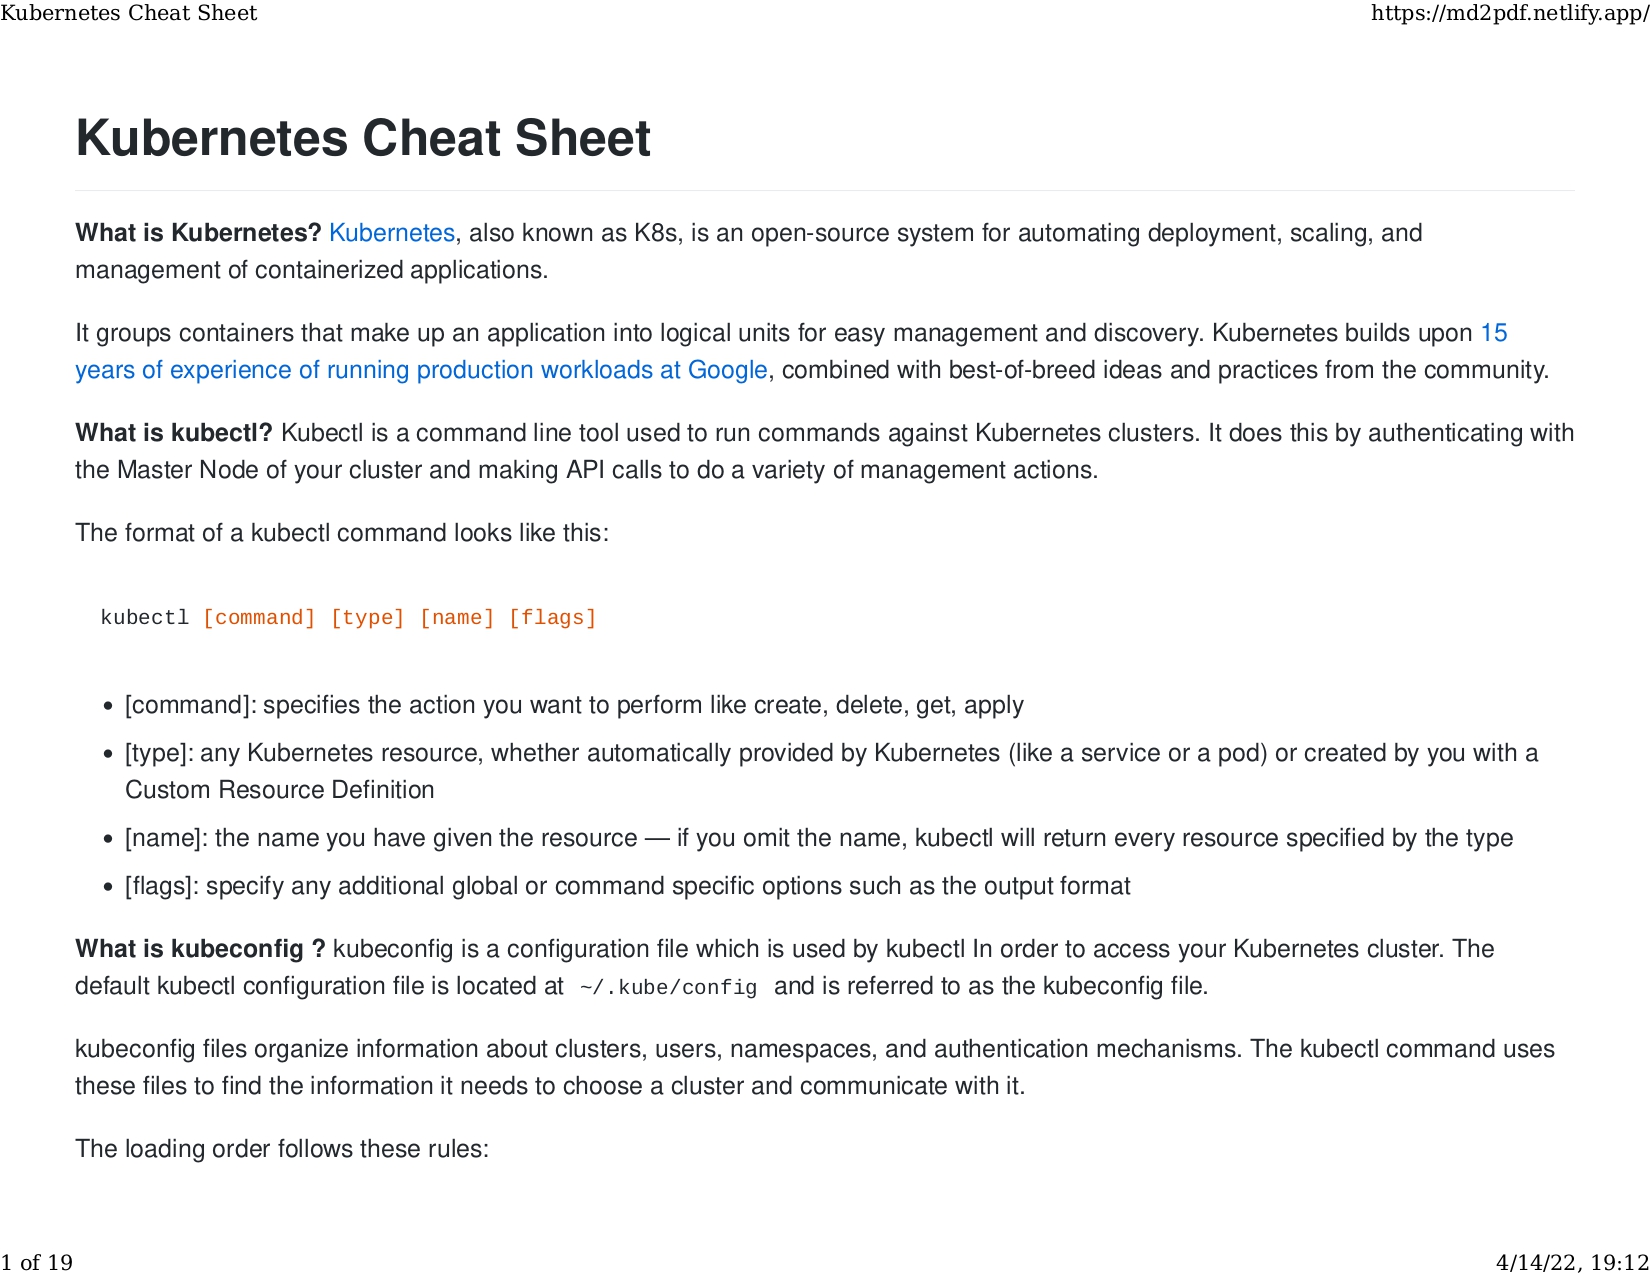 Kubernetes Cheat Sheet
https://md2pdf.netlify.app/
Kubernetes Cheat Sheet
What is Kubernetes? Kubernetes, also known as K8s, is an open-source system for automating deployment, scaling, and
management of containerized applications.
It groups containers that make up an application into logical units for easy management and discovery. Kubernetes builds upon 15
years of experience of running production workloads at Google, combined with best-of-breed ideas and practices from the community.
What is kubectl? Kubectl is a command line tool used to run commands against Kubernetes clusters. It does this by authenticating with
the Master Node of your cluster and making API calls to do a variety of management actions.
The format of a kubectl command looks like this:
kubectl [command] [type] [name] [flags]
• [command]: specifies the action you want to perform like create, delete, get, apply
• [type]: any Kubernetes resource, whether automatically provided by Kubernetes (like a service or a pod) or created by you with a
Custom Resource Definition
• [name]: the name you have given the resource — if you omit the name, kubectl will return every resource specified by the type
• [flags]: specify any additional global or command specific options such as the output format
What is kubeconfig ? kubeconfig is a configuration file which is used by kubectl In order to access your Kubernetes cluster. The
default kubectl configuration file is located at ~/.kube/config and is referred to as the kubeconfig file.
kubeconfig files organize information about clusters, users, namespaces, and authentication mechanisms. The kubectl command uses
these files to find the information it needs to choose a cluster and communicate with it.
The loading order follows these rules:
1 of 19
4/14/22, 19:12